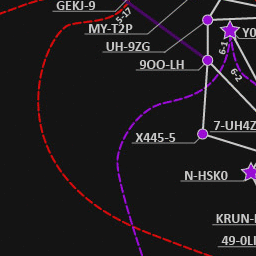 GEKJ-9
5-17
MY-T2P
Y0
UH-9ZG
6-1
9OO-LH
6-2
7-UH4Z
X445-5
N-HSK0
KRUN-
49-0LI